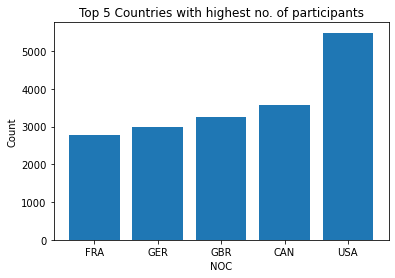 Top 5 Countries with highest no. of participants
Count
5000
4000
3000
2000
1000
0
FRA GER GBR CAN USA
NOC